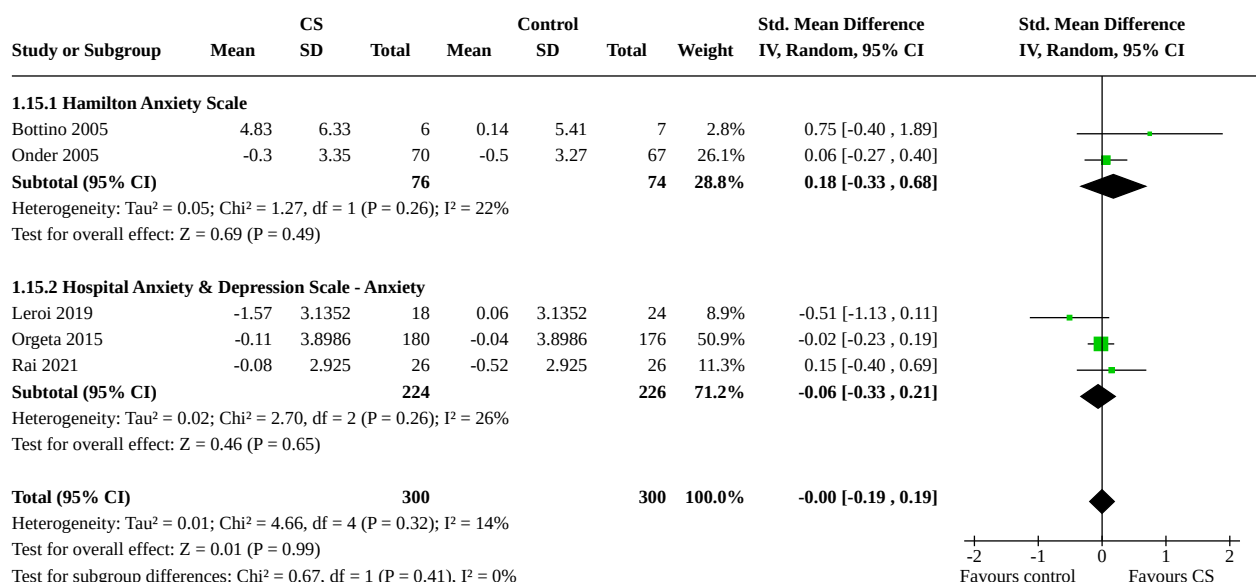 CS Control Std. Mean Difference Std. Mean Difference
Study or Subgroup Mean SD Total Mean SD Total Weight IV, Random, 95% CI IV, Random, 95% CI
1.15.1 Hamilton Anxiety Scale
Bottino 2005 4.83 6.33 6 0.14 5.41 7 2.8% 0.75 [-0.40 , 1.89]
Onder 2005 -0.3 3.35 70 -0.5 3.27 67 26.1% 0.06 [-0.27 , 0.40]
Subtotal (95% CI) 76 74 28.8% 0.18 [-0.33 , 0.68]
Heterogeneity: Tau² = 0.05; Chi² = 1.27, df = 1 (P = 0.26); I² = 22%
Test for overall effect: Z = 0.69 (P = 0.49)
1.15.2 Hospital Anxiety & Depression Scale - Anxiety
Leroi 2019 -1.57 3.1352 18 0.06 3.1352 24 8.9% -0.51 [-1.13 , 0.11]
Orgeta 2015 -0.11 3.8986 180 -0.04 3.8986 176 50.9% -0.02 [-0.23 , 0.19]
Rai 2021 -0.08 2.925 26 -0.52 2.925 26 11.3% 0.15 [-0.40 , 0.69]
Subtotal (95% CI) 224 226 71.2% -0.06 [-0.33 , 0.21]
Heterogeneity: Tau² = 0.02; Chi² = 2.70, df = 2 (P = 0.26); I² = 26%
Test for overall effect: Z = 0.46 (P = 0.65)
Total (95% CI) 300 300 100.0% -0.00 [-0.19 , 0.19]
Heterogeneity: Tau² = 0.01; Chi² = 4.66, df = 4 (P = 0.32); I² = 14%
Test for overall effect: Z = 0.01 (P = 0.99)
-2 -1 0 1 2
Test for subgroup differences: Chi² = 0.67, df = 1 (P = 0.41), I² = 0%
Favours control Favours CS